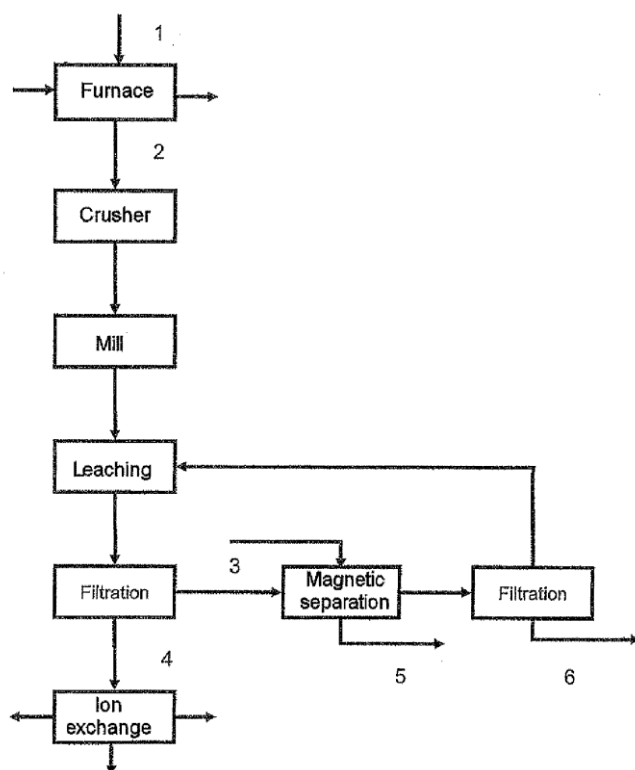 1
Furnace
2
Crusher
Mill
Leaching
Filtration
3
Magnetic
separation
Filtration
4
5
6
Ion
exchange